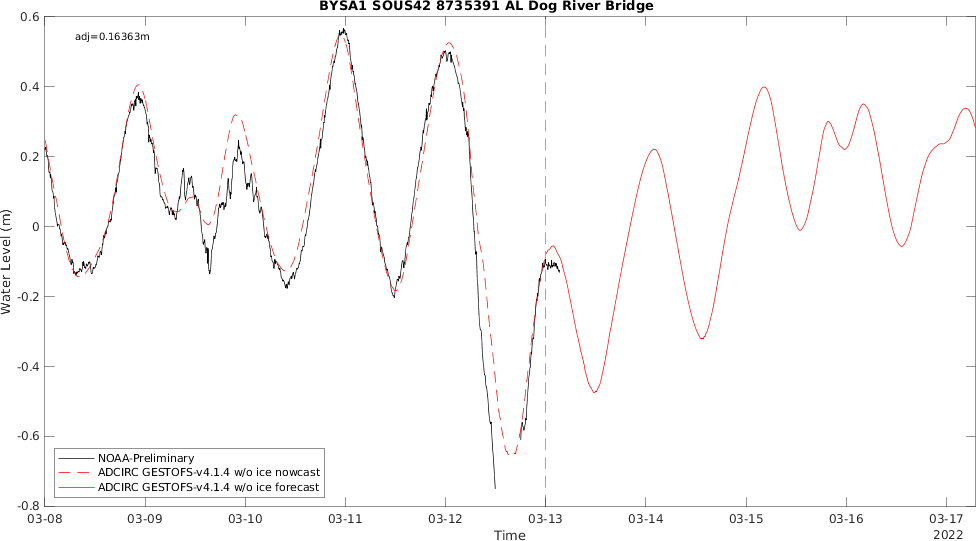 BYSA1 SOUS42 8735391 AL Dog River Bridge
adj=0.16363m
Water Level (m)
0.6
0.4
0.2
0
-0.2
-0.4
-0.6
-0.8
NOAA-Preliminary
ADCIRC GESTOFS-v4.1.4 w/o ice nowcast
ADCIRC GESTOFS-v4.1.4 w/o ice forecast
03-08 03-09 03-10 03-11 03-12 03-13 03-14 03-15 03-16 03-17
Time
2022